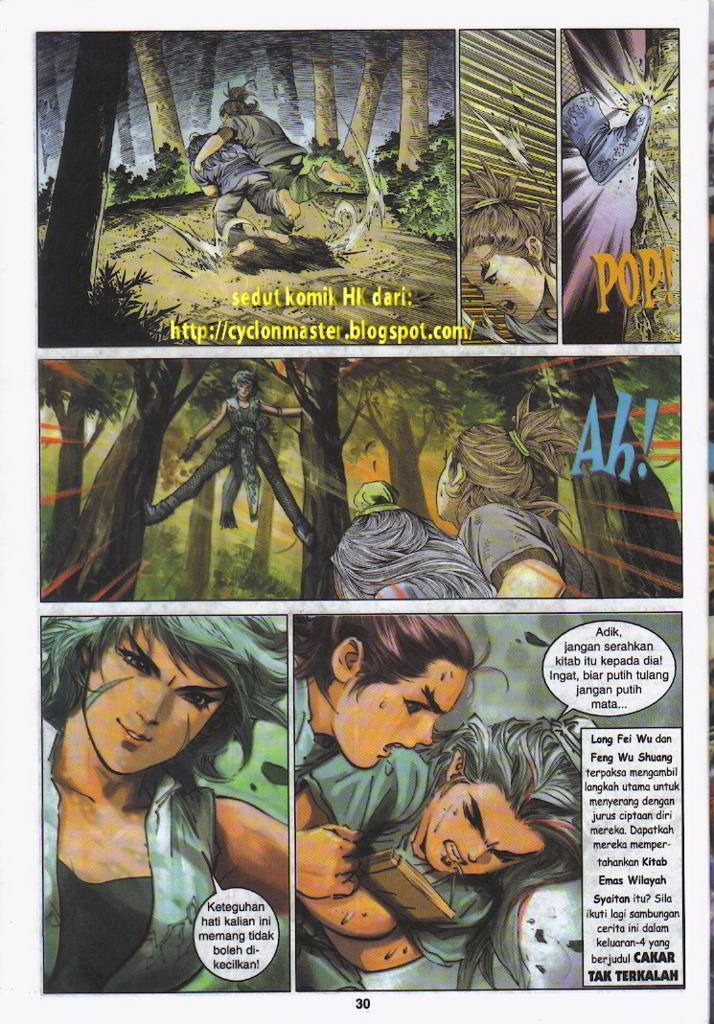 sedut komik HK dari:
http://cyclonmaster.blogspot.com/
POP!
Ah!
Keteguhan
hati kalian ini
memang tidak
boleh di-
kecilkan!
Adik,
jangan serahkan
kitab itu kepada dia!
Ingat, biar putih tulang
jangan putih
mata...
Long Fei Wu dan
Feng Wu Shuang
terpaksa mengambil
langkah utama untuk
menyerang dengan
jurus ciptaan diri
mereka. Dapatkah
mereka memper-
tahankan Kitab
Emas Wilayah
Syaitan itu? Sila
ikuti lagi sambungan
cerita ini dalam
keluaran-4 yang
berjudul CAKAR
TAK TERKALAH
30